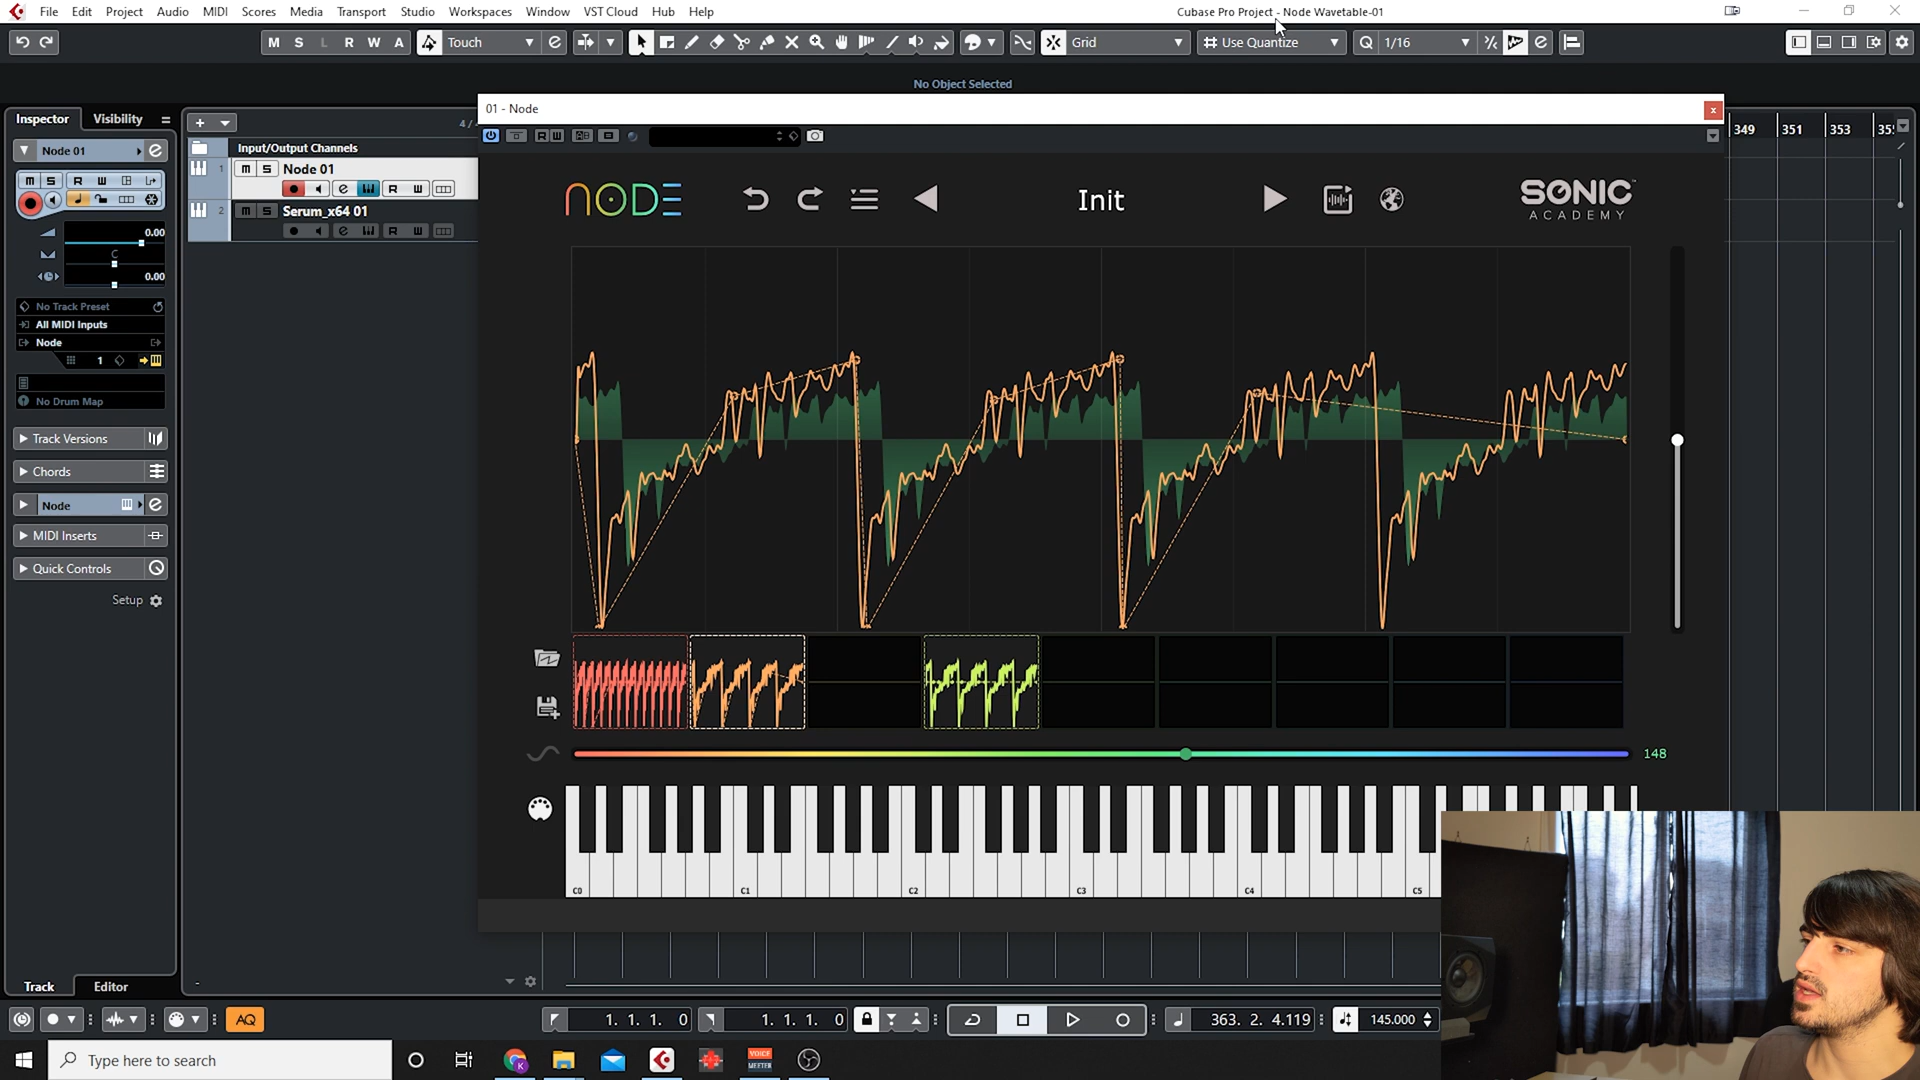 File Edit Project Audio MIDI Scores Media Transport Studio Workspaces Window VST Cloud Hub Help
Cubase Pro Project - Node Wavetable-01
M S L R W A Touch Grid Use Quantize Q 1/16
No Object Selected
Inspector Visibility
Node 01
M S R W
0.00
C
0.00
No Track Preset
All MIDI Inputs
Node
1
No Drum Map
Track Versions
Chords
Node
MIDI Inserts
Quick Controls
Setup
Track Editor
Input/Output Channels
1 m S Node 01
R W
2 m S Serum_x64 01
R W
01 - Node
R W
NODE
Init
SONIC
ACADEMY
349 351 353
148
C0 C1 C2 C3 C4 C5
AQ
1. 1. 1. 0
1. 1. 1. 0
363. 2. 4.119
145.000
Type here to search
K
VOICE
MEETER